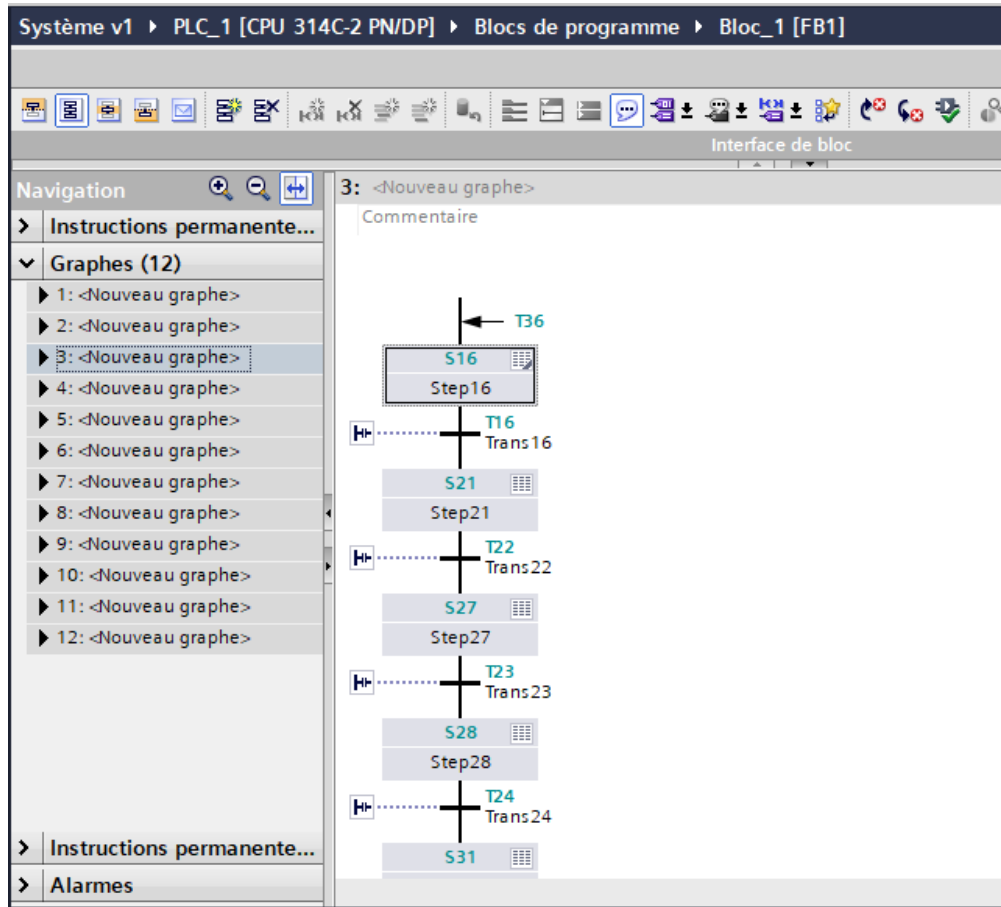 Système v1 ▸ PLC_1 [CPU 314C-2 PN/DP] ▸ Blocs de programme ▸ Bloc_1 [FB1]
Interface de bloc
Navigation
Instructions permanente...
Graphes (12)
1: <Nouveau graphe>
2: <Nouveau graphe>
3: <Nouveau graphe>
4: <Nouveau graphe>
5: <Nouveau graphe>
6: <Nouveau graphe>
7: <Nouveau graphe>
8: <Nouveau graphe>
9: <Nouveau graphe>
10: <Nouveau graphe>
11: <Nouveau graphe>
12: <Nouveau graphe>
Instructions permanente...
Alarmes
3: <Nouveau graphe>
Commentaire
T36
S16
Step16
T16
Trans16
S21
Step21
T22
Trans22
S27
Step27
T23
Trans23
S28
Step28
T24
Trans24
S31